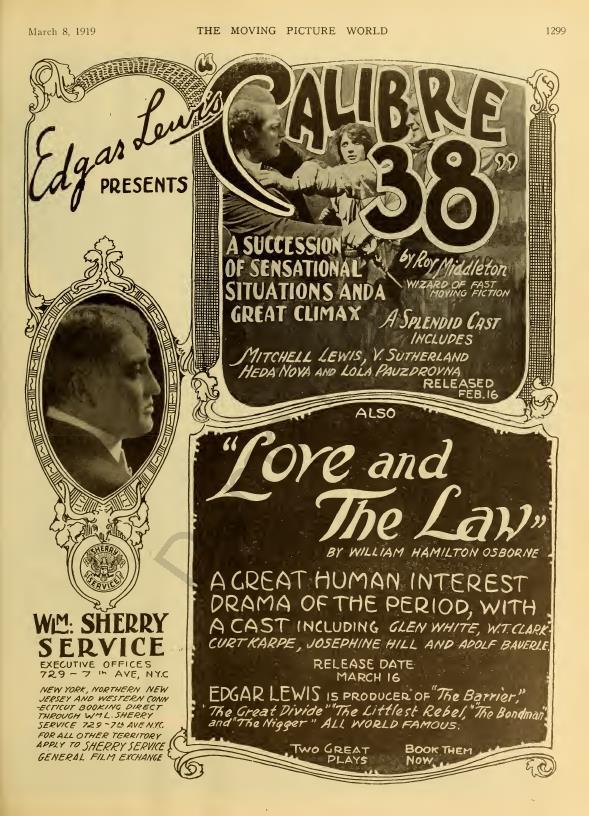 March 8, 1919
THE MOVING PICTURE WORLD
1299
Edgar Lewis
PRESENTS
"CALIBRE
38"
A SUCCESSION
OF SENSATIONAL
SITUATIONS AND A
GREAT CLIMAX
by Roy Middleton
WIZARD OF FAST
MOVING FICTION
A SPLENDID CAST
INCLUDES
MITCHELL LEWIS, V. SUTHERLAND
HEDA NOVA AND LOLA PAUZDROVNA
RELEASED
FEB. 16
ALSO
"Love and
The Law"
BY WILLIAM HAMILTON OSBORNE
A GREAT HUMAN INTEREST
DRAMA OF THE PERIOD, WITH
A CAST INCLUDING GLEN WHITE, W.T. CLARK
CURT KARPE, JOSEPHINE HILL AND ADOLF BAUERLE,
RELEASE DATE
MARCH 16
EDGAR LEWIS IS PRODUCER OF "The Barrier,"
"The Great Divide" "The Littlest Rebel," "The Bondman"
and "The Nigger" ALL WORLD FAMOUS.
TWO GREAT
PLAYS
BOOK THEM
NOW
SHERRY
SERVICE
WM: SHERRY
SERVICE
EXECUTIVE OFFICES
729 - 7 TH AVE, N.Y.C
NEW YORK, NORTHERN NEW
JERSEY AND WESTERN CONN
-ECTICUT BOOKING DIRECT
THROUGH WM L. SHERRY
SERVICE 729 - 7th AVE N.Y.C.
FOR ALL OTHER TERRITORY
APPLY TO SHERRY SERVICE
GENERAL FILM EXCHANGE